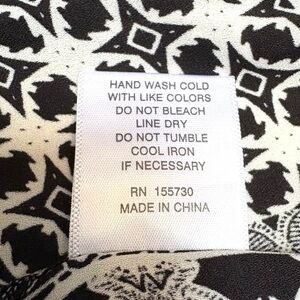 HAND WASH COLD
WITH LIKE COLORS
DO NOT BLEACH
LINE DRY
DO NOT TUMBLE
COOL IRON
IF NECESSARY
RN 155730
MADE IN CHINA